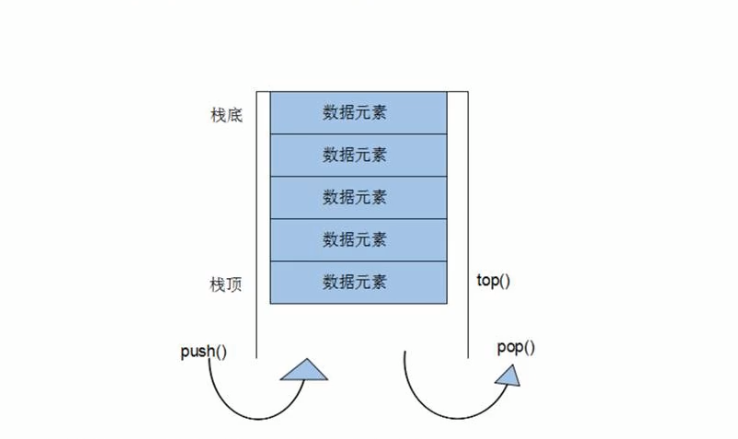 栈底
数据元素
数据元素
数据元素
数据元素
栈顶
数据元素
top()
push()
pop()